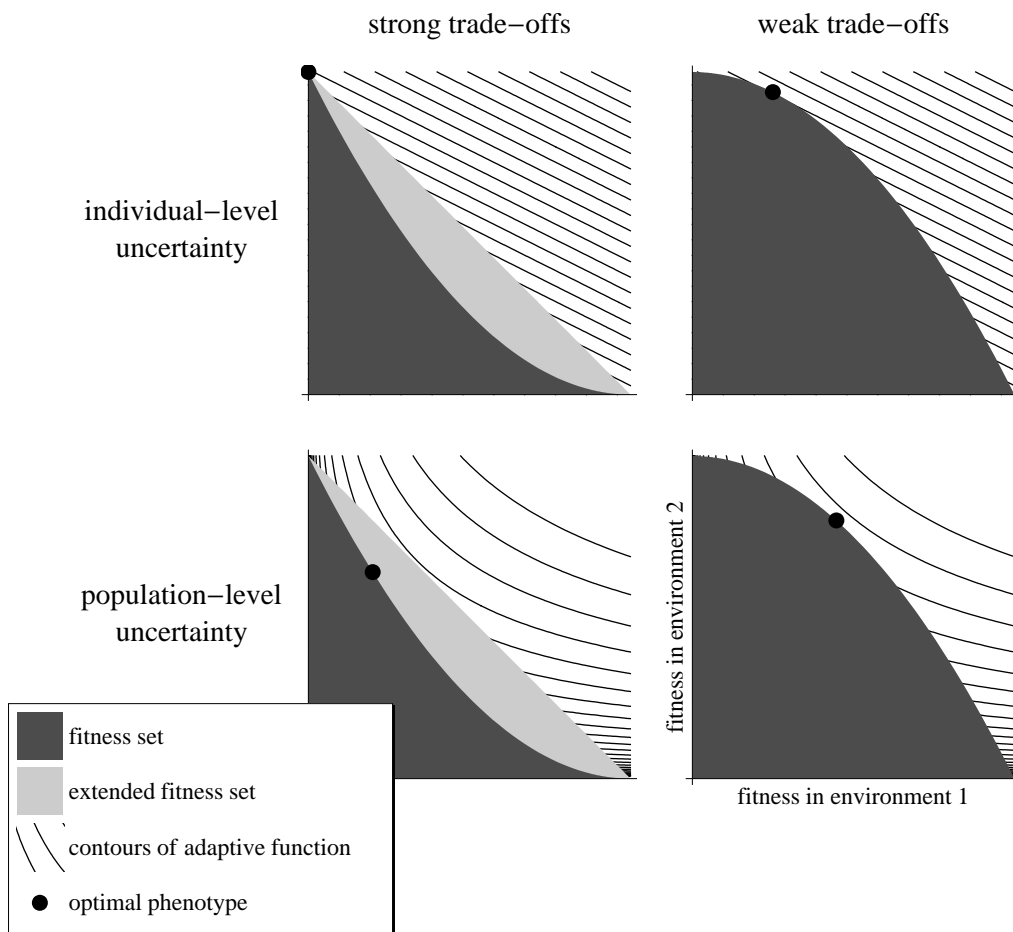 strong trade−offs
weak trade−offs
individual−level
uncertainty
population−level
uncertainty
fitness in environment 2
fitness in environment 1
fitness set
extended fitness set
contours of adaptive function
optimal phenotype